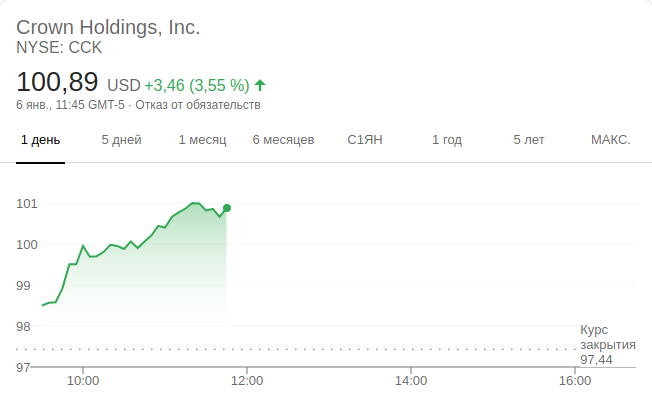 Crown Holdings, Inc.
NYSE: CCK
100,89 USD +3,46 (3,55 %)
6 янв., 11:45 GMT-5 · Отказ от обязательств
1 день 5 дней 1 месяц 6 месяцев С1ЯН 1 год 5 лет МАКС.
101
100
99
98
97
Курс
закрытия
97,44
10:00 12:00 14:00 16:00